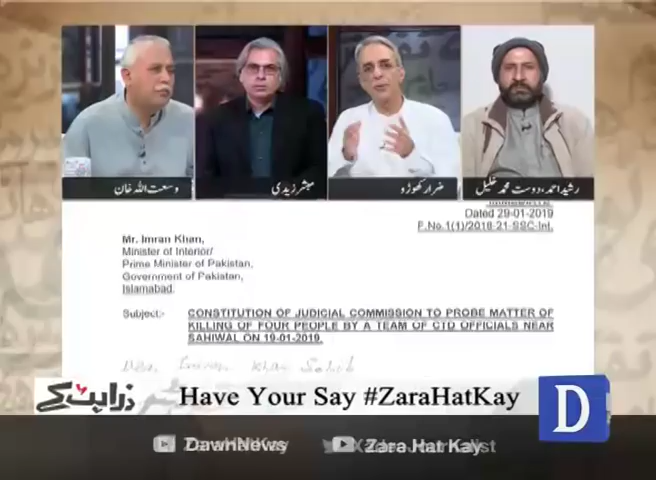 وسعت اللہ خان
مبشر زیدی
ضرار کھوڑو
رشید احمد، دوست محمد خلیل
Dated 29-01-2019
F.No.1(1)/2018-21-SSC-Int.
Mr. Imran Khan,
Minister of Interior/
Prime Minister of Pakistan,
Government of Pakistan,
Islamabad.
Subject:- CONSTITUTION OF JUDICIAL COMMISSION TO PROBE MATTER OF
KILLING OF FOUR PEOPLE BY A TEAM OF CTD OFFICIALS NEAR
SAHIWAL ON 19-01-2019.
Imran Khan Sahib
ذرا ہٹ کے
Have Your Say #ZaraHatKay
D
DawnNews
Zara Hat Kay